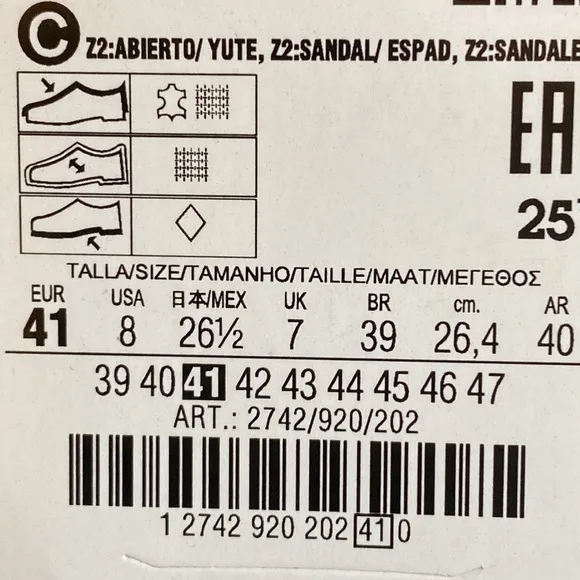 C Z2:ABIERTO/ YUTE, Z2:SANDAL/ ESPAD, Z2:SANDALE
EAC
25
TALLA/SIZE/TAMANHO/TAILLE/MAAT/ΜΕΓΕΘΟΣ
EUR USA 日本/MEX UK BR cm. AR
41 8 26½ 7 39 26,4 40
39 40 41 42 43 44 45 46 47
ART.: 2742/920/202
1 2742 920 202 41 0